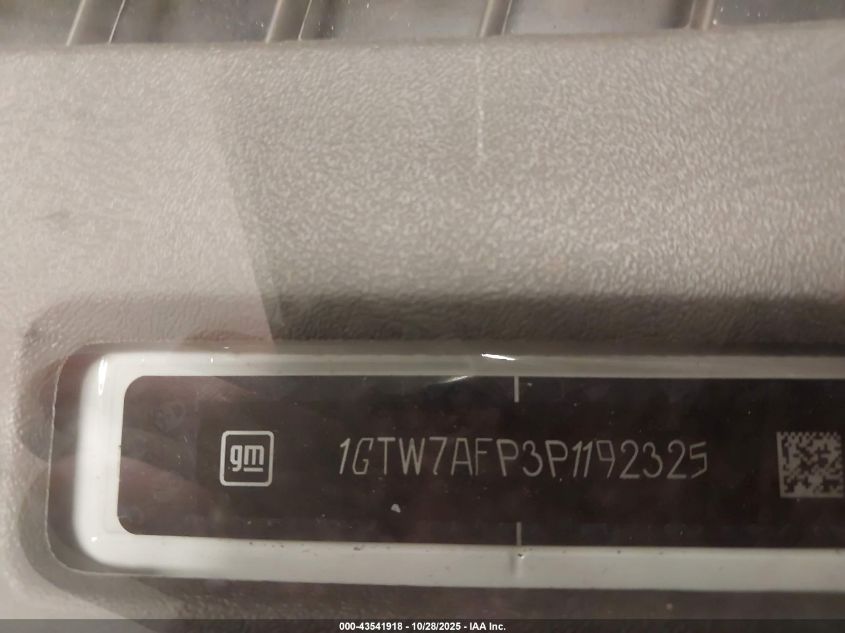 gm 1GTW7AFP3P1192325
000-43541918 - 10/28/2025 - IAA Inc.